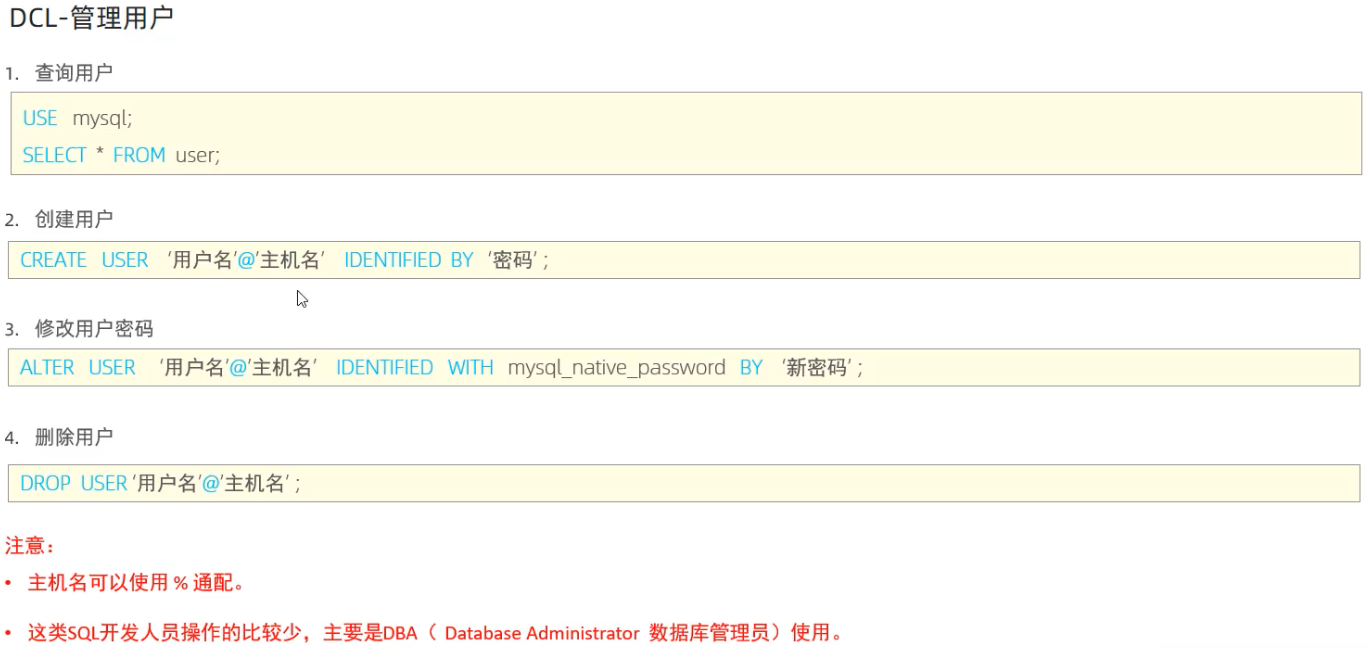 DCL-管理用户
1. 查询用户
USE mysql;
SELECT * FROM user;
2. 创建用户
CREATE USER ‘用户名’@’主机名’ IDENTIFIED BY ‘密码’ ;
3. 修改用户密码
ALTER USER ‘用户名’@’主机名’ IDENTIFIED WITH mysql_native_password BY ‘新密码’ ;
4. 删除用户
DROP USER ‘用户名’@’主机名’ ;
注意：
• 主机名可以使用 % 通配。
• 这类SQL开发人员操作的比较少，主要是DBA（ Database Administrator 数据库管理员）使用。